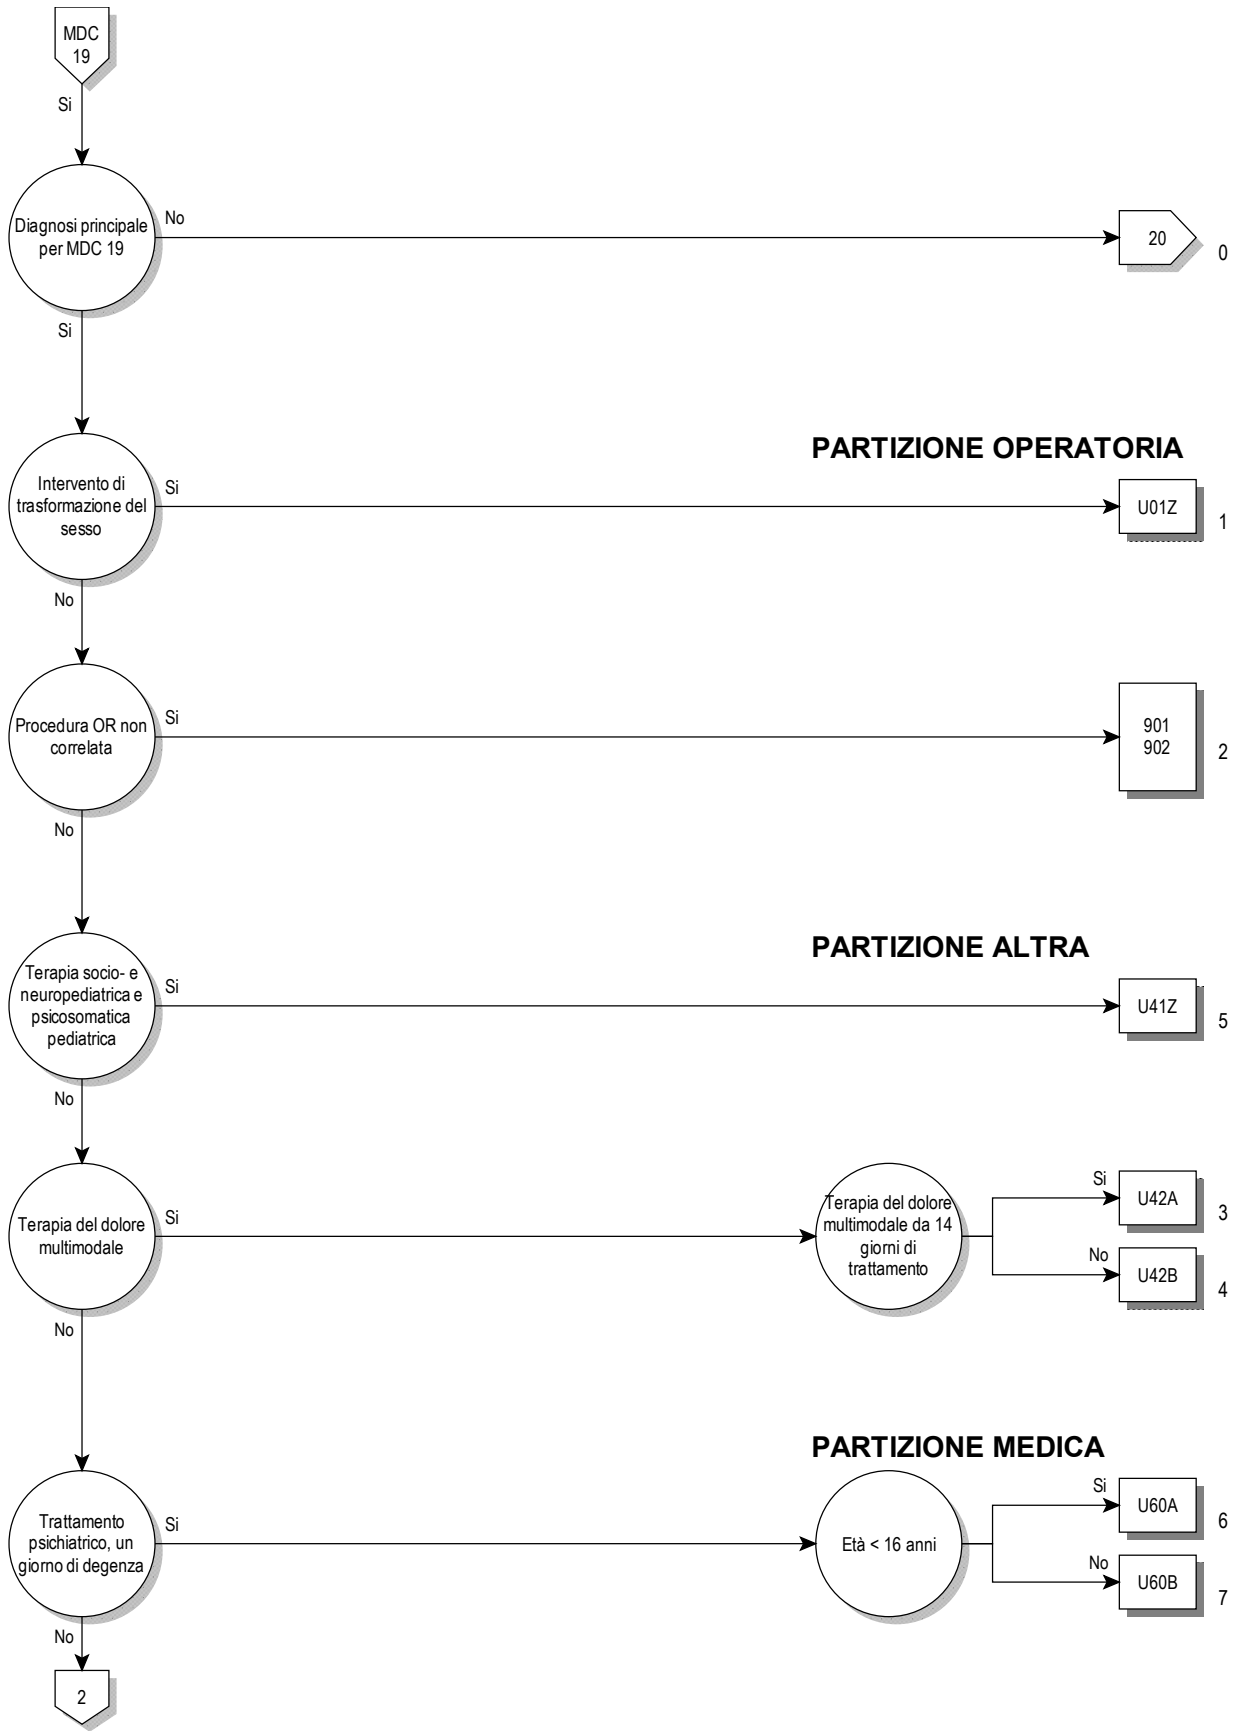 MDC
19
Si
Diagnosi principale
per MDC 19
No
20
0
Si
PARTIZIONE OPERATORIA
Intervento di
trasformazione del
sesso
Si
U01Z
1
No
Procedura OR non
correlata
Si
901
902
2
No
PARTIZIONE ALTRA
Terapia socio- e
neuropediatrica e
psicosomatica
pediatrica
Si
U41Z
5
No
Terapia del dolore
multimodale
Si
Terapia del dolore
multimodale da 14
giorni di
trattamento
Si
U42A
3
No
U42B
4
No
PARTIZIONE MEDICA
Trattamento
psichiatrico, un
giorno di degenza
Si
Età < 16 anni
Si
U60A
6
No
U60B
7
No
2